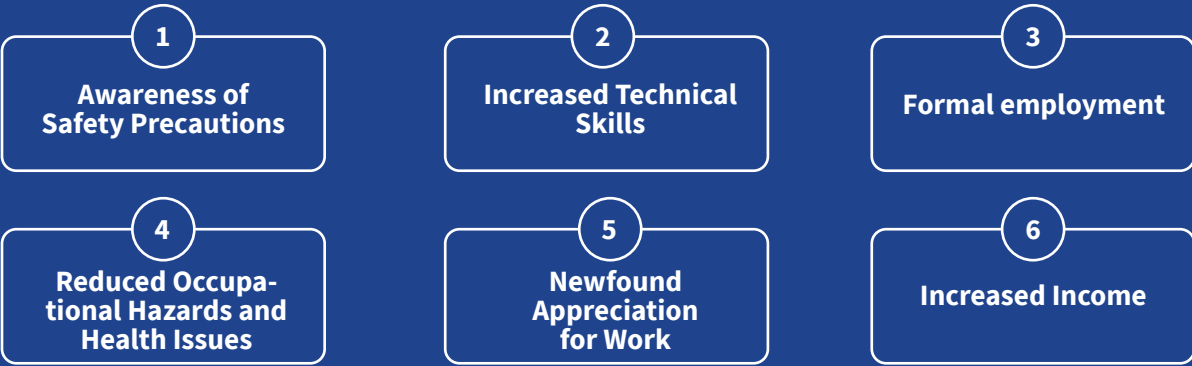 1
Awareness of
Safety Precautions
2
Increased Technical
Skills
3
Formal employment
4
Reduced Occupa-
tional Hazards and
Health Issues
5
Newfound
Appreciation
for Work
6
Increased Income